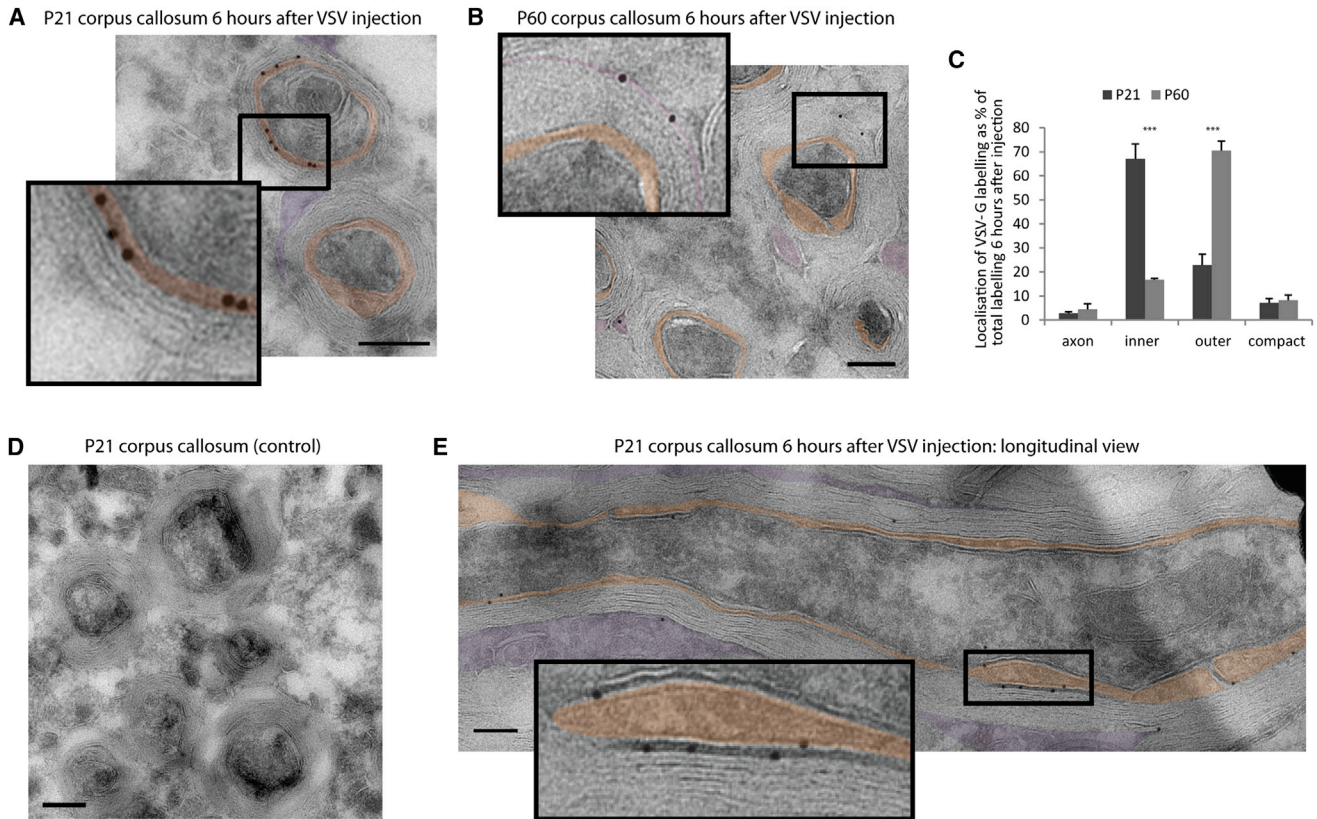 A P21 corpus callosum 6 hours after VSV injection
B P60 corpus callosum 6 hours after VSV injection
C
P21 P60
Localisation of VSV- G labelling as % of
total labelling 6 hours after injection
80
70
60
50
40
30
20
10
0
*** ***
axon inner outer compact
D P21 corpus callosum (control)
E P21 corpus callosum 6 hours after VSV injection: longitudinal view